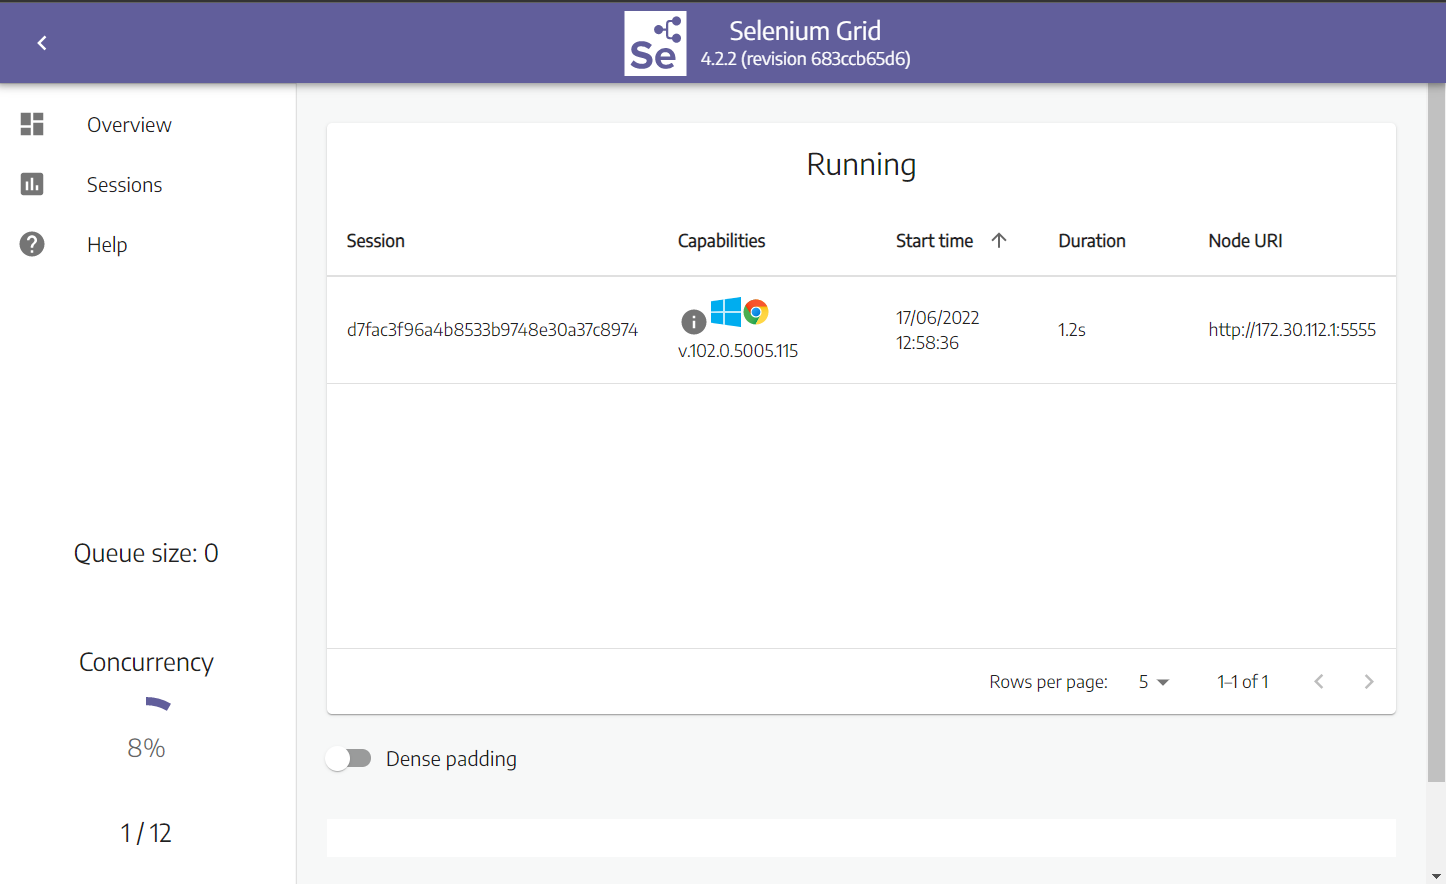 Se
Selenium Grid
4.2.2 (revision 683ccb65d6)
Overview
Sessions
Help
Queue size: 0
Concurrency
8%
1 / 12
Running
Session Capabilities Start time Duration Node URI
d7fac3f96a4b8533b9748e30a37c8974
v.102.0.5005.115
17/06/2022
12:58:36
1.2s
http://172.30.112.1:5555
Rows per page: 5 1–1 of 1
Dense padding